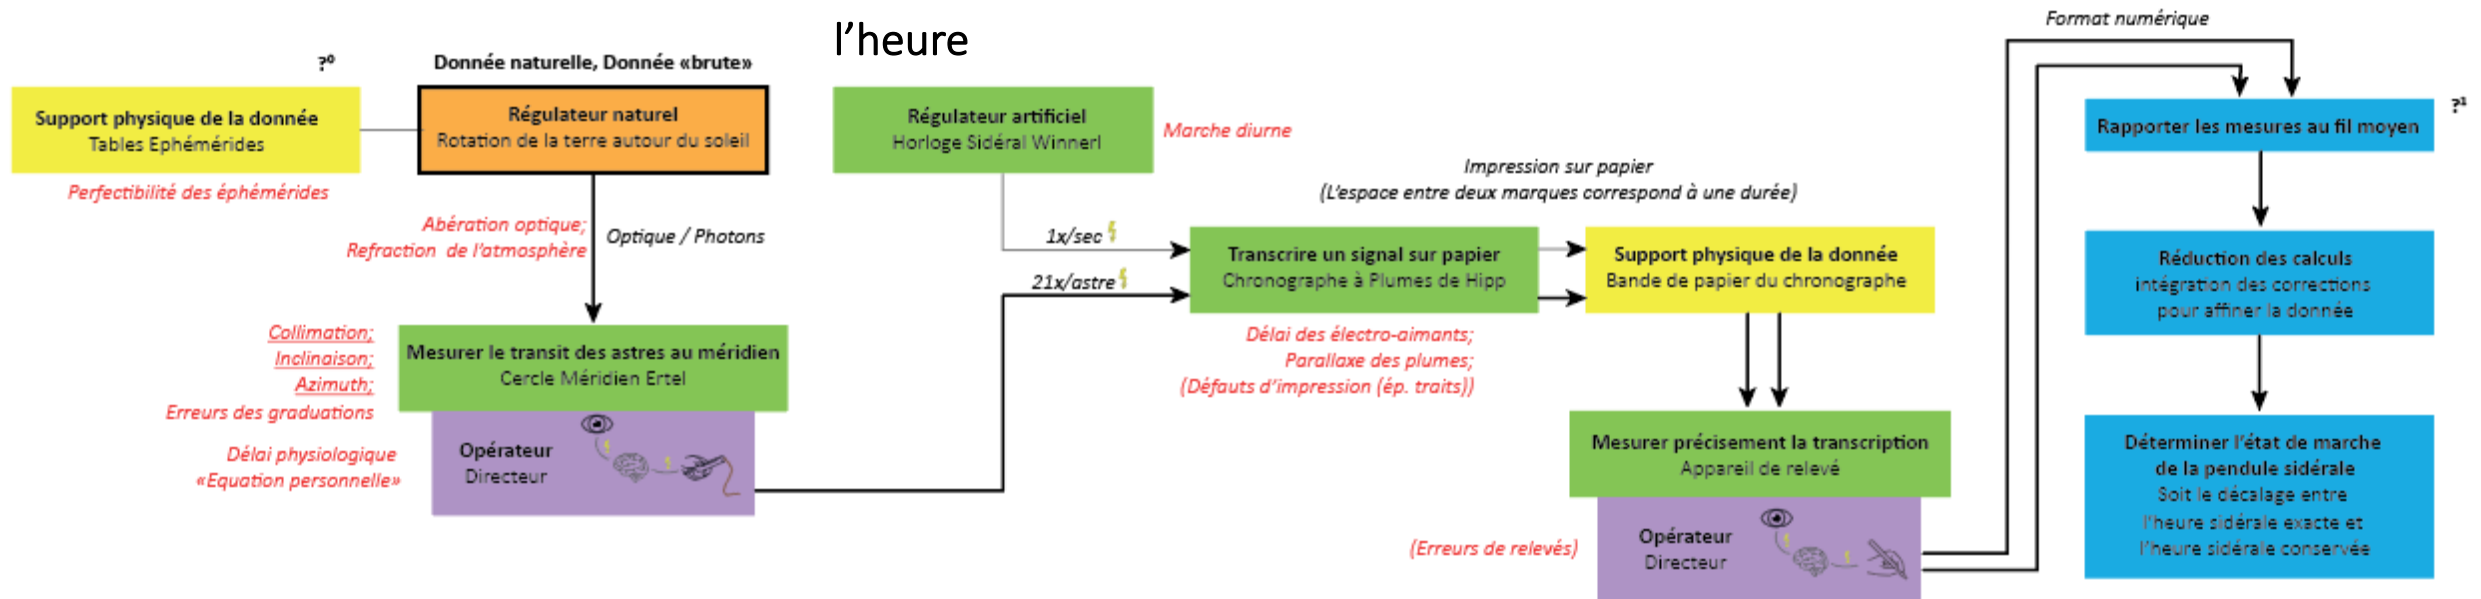 l’heure
?⁰
Donnée naturelle, Donnée «brute»
Support physique de la donnée
Tables Ephémérides
Perfectibilité des éphémérides
Régulateur naturel
Rotation de la terre autour du soleil
Abération optique;
Refraction de l'atmosphère
Optique / Photons
Collimation;
Inclinaison;
Azimuth;
Erreurs des graduations
Mesurer le transit des astres au méridien
Cercle Méridien Ertel
Délai physiologique
«Equation personnelle»
Opérateur
Directeur
Régulateur artificiel
Horloge Sidéral Winnerl
Marche diurne
1x/sec
21x/astre
Impression sur papier
(L'espace entre deux marques correspond à une durée)
Transcrire un signal sur papier
Chronographe à Plumes de Hipp
Délai des électro-aimants;
Parallaxe des plumes;
(Défauts d'impression (ép. traits))
Support physique de la donnée
Bande de papier du chronographe
Mesurer précisement la transcription
Appareil de relevé
(Erreurs de relevés)
Opérateur
Directeur
Format numérique
?¹
Rapporter les mesures au fil moyen
Réduction des calculs
intégration des corrections
pour affiner la donnée
Déterminer l'état de marche
de la pendule sidérale
Soit le décalage entre
l'heure sidérale exacte et
l'heure sidérale conservée